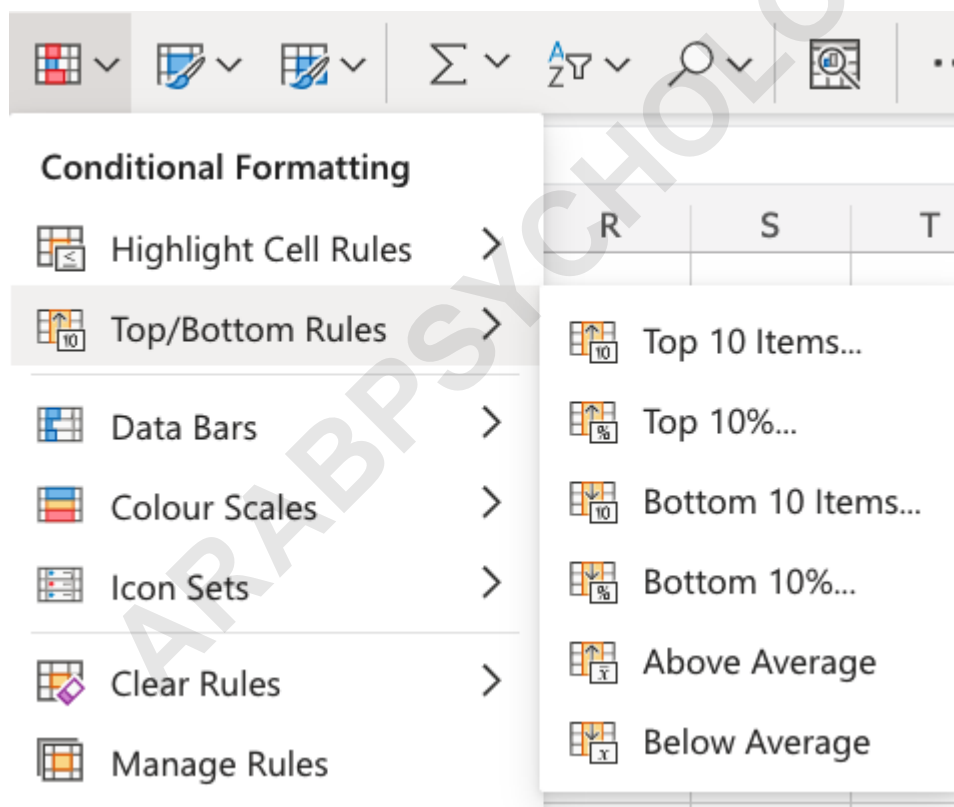 Conditional Formatting
Highlight Cell Rules
Top/Bottom Rules
Data Bars
Colour Scales
Icon Sets
Clear Rules
Manage Rules
R S T
Top 10 Items...
Top 10%...
Bottom 10 Items...
Bottom 10%...
Above Average
Below Average
ARABPSYCHOLO